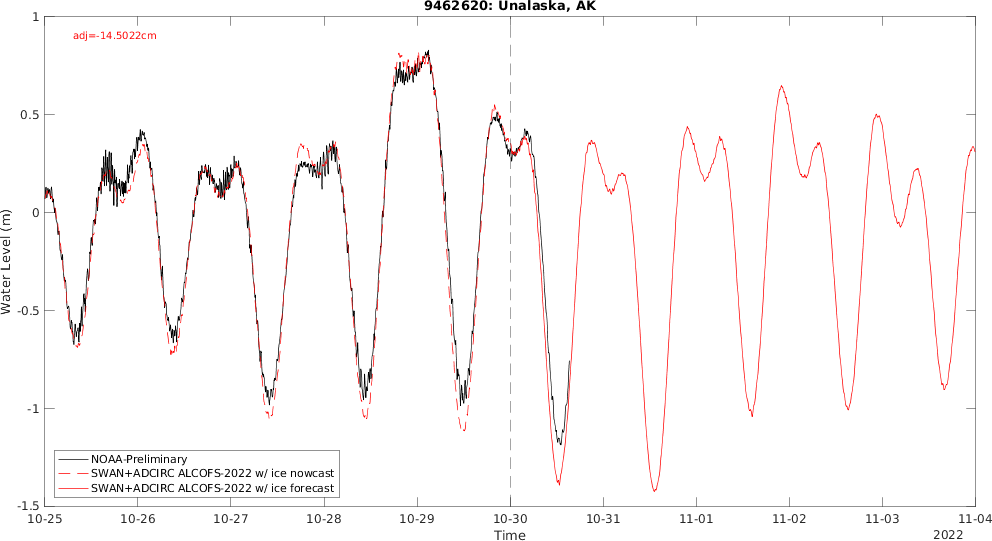 9462620: Unalaska, AK
adj=-14.5022cm
1
0.5
0
-0.5
-1
-1.5
Water Level (m)
NOAA-Preliminary
SWAN+ADCIRC ALCOFS-2022 w/ ice nowcast
SWAN+ADCIRC ALCOFS-2022 w/ ice forecast
10-25 10-26 10-27 10-28 10-29 10-30 10-31 11-01 11-02 11-03 11-04
Time
2022